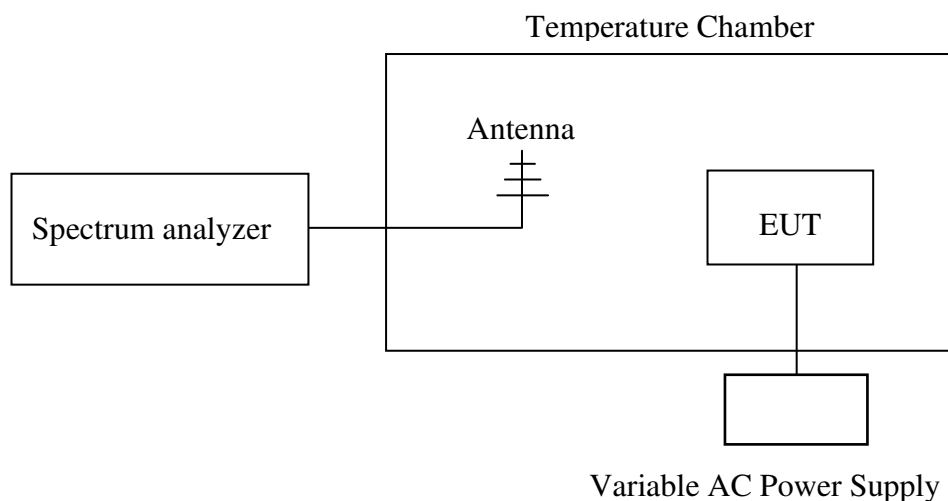 Temperature Chamber
Antenna
Spectrum analyzer
EUT
Variable AC Power Supply